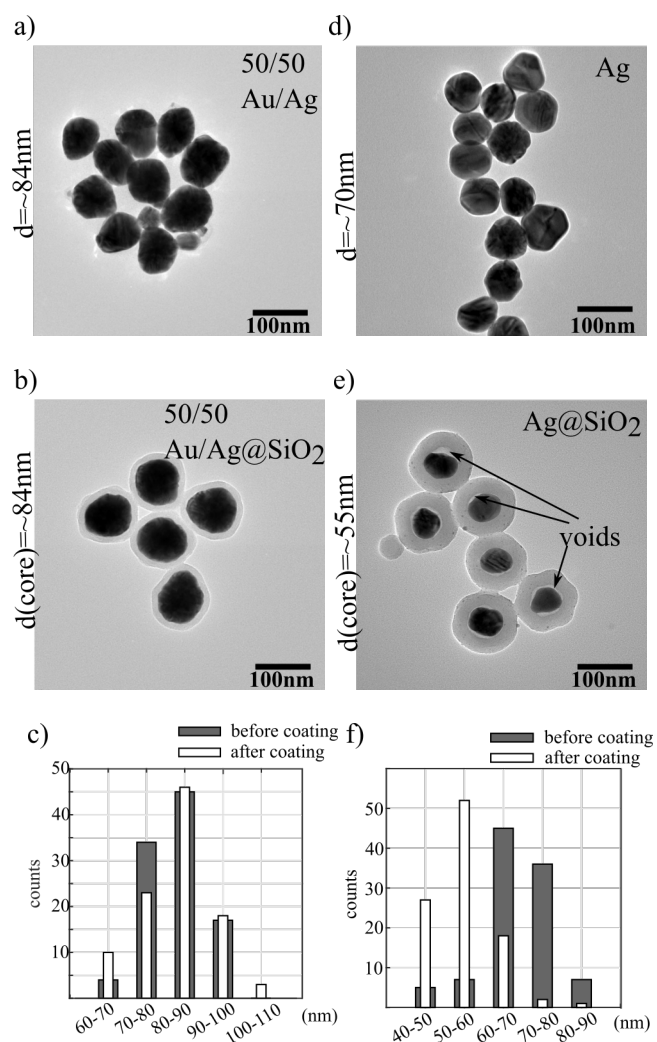 a)
50/50
Au/Ag
d=~84nm
100nm
d)
Ag
d=~70nm
100nm
b)
50/50
Au/Ag@SiO2
d(core)=~84nm
100nm
e)
Ag@SiO2
voids
d(core)=~55nm
100nm
c)
before coating
after coating
50
40
30
20
10
counts
60-70 70-80 80-90 90-100 100-110 (nm)
f)
before coating
after coating
50
40
30
20
10
counts
40-50 50-60 60-70 70-80 80-90 (nm)